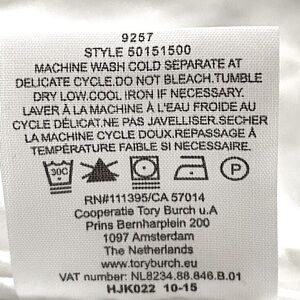 9257
STYLE 50151500
MACHINE WASH COLD SEPARATE AT
DELICATE CYCLE.DO NOT BLEACH.TUMBLE
DRY LOW.COOL IRON IF NECESSARY.
LAVER À LA MACHINE À L'EAU FROIDE AU
CYCLE DÉLICAT.NE PAS JAVELLISER.SECHER
LA MACHINE CYCLE DOUX.REPASSAGE À
TEMPÉRATURE FAIBLE SI NECESSAIRE.
30C P
RN#111395/CA 57014
Cooperatie Tory Burch u.A
Prins Bernharplein 200
1097 Amsterdam
The Netherlands
www.toryburch.com
VAT number: NL8234.88.846.B.01
HJK022 10-15